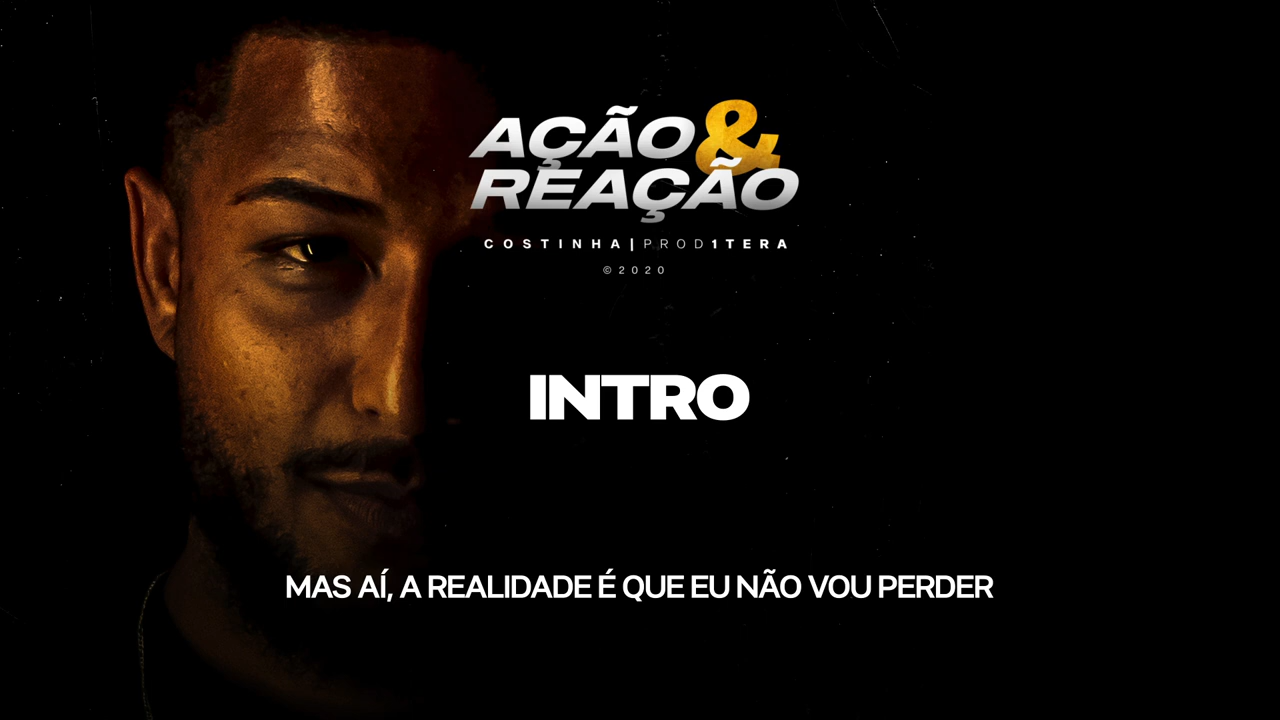 AÇÃO &
REAÇÃO
COSTINHA|PROD1TERA
©2020
INTRO
MAS AÍ, A REALIDADE É QUE EU NÃO VOU PERDER